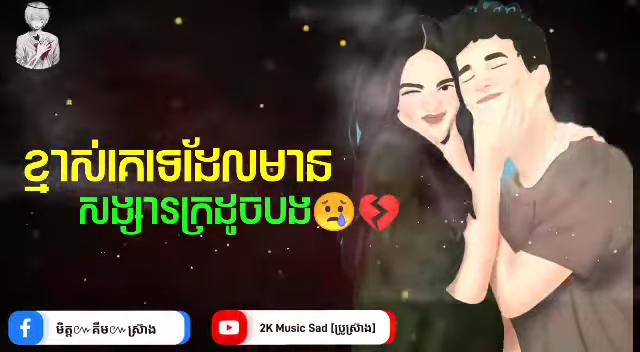 ខ្មាស់គេទេដែលមាន
សង្សារក្រដូចបង😢💔
មិត្ត៚គីម៚ស្រ៊ាង
2K Music Sad [ប្រូស្រ៊ាង]